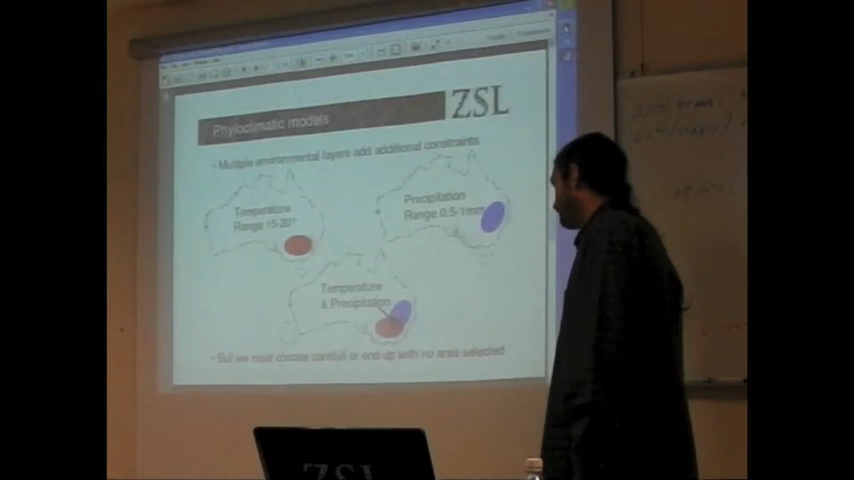 Phyloclimatic models
ZSL
• Multiple environmental layers add additional constraints
Temperature
Range 15-20°
Precipitation
Range 0.5-1mm
Temperature
& Precipitation
• But we must choose carefull or end up with no area selected
ZSL